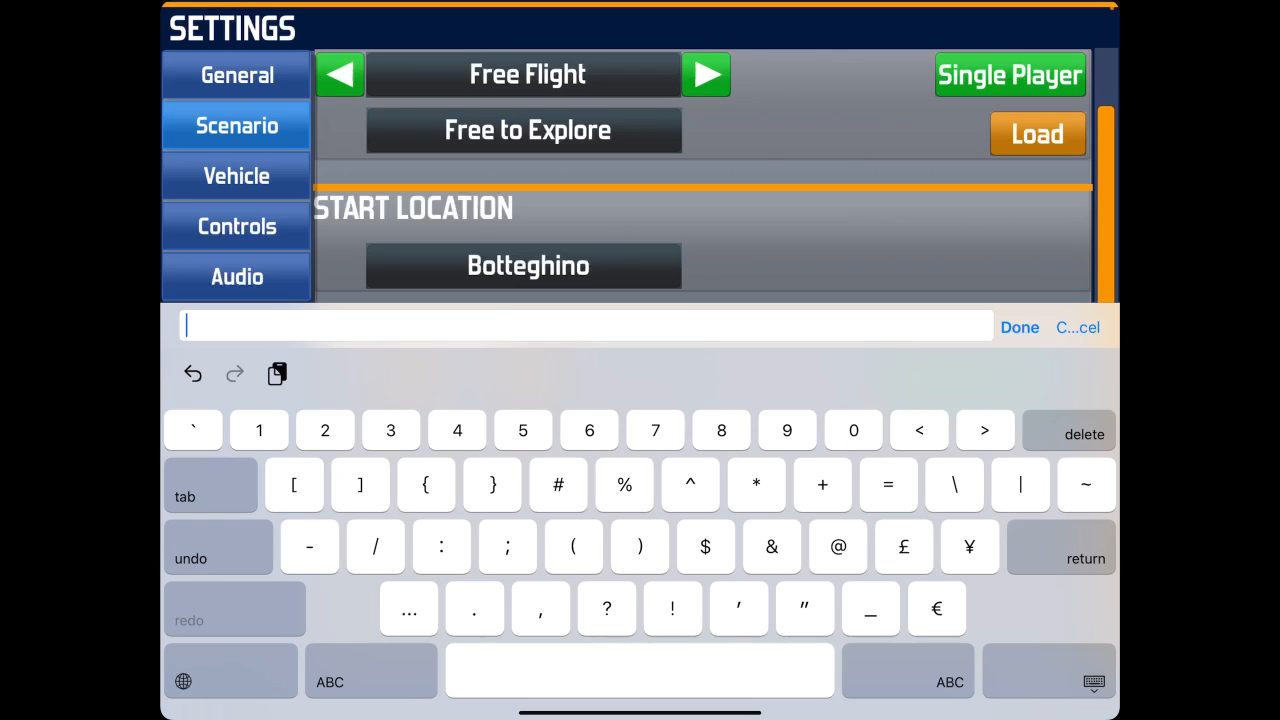 SETTINGS
General
Free Flight
Single Player
Scenario
Free to Explore
Load
Vehicle
START LOCATION
Controls
Botteghino
Audio
Done C...cel
` 1 2 3 4 5 6 7 8 9 0 < > delete
tab [ ] { } # % ^ * + = \ | ~
undo - / : ; ( ) $ & @ £ ¥ return
redo ... . , ? ! ' " _ €
ABC ABC